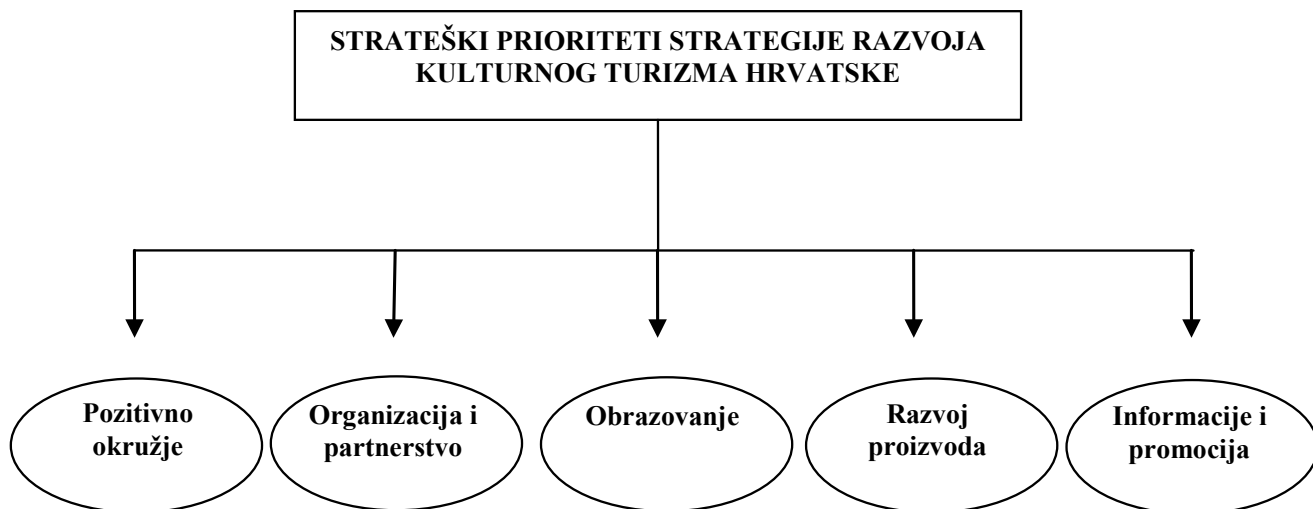 STRATEŠKI PRIORITETI STRATEGIJE RAZVOJA
KULTURNOG TURIZMA HRVATSKE
Pozitivno
okružje
Organizacija i
partnerstvo
Obrazovanje
Razvoj
proizvoda
Informacije i
promocija